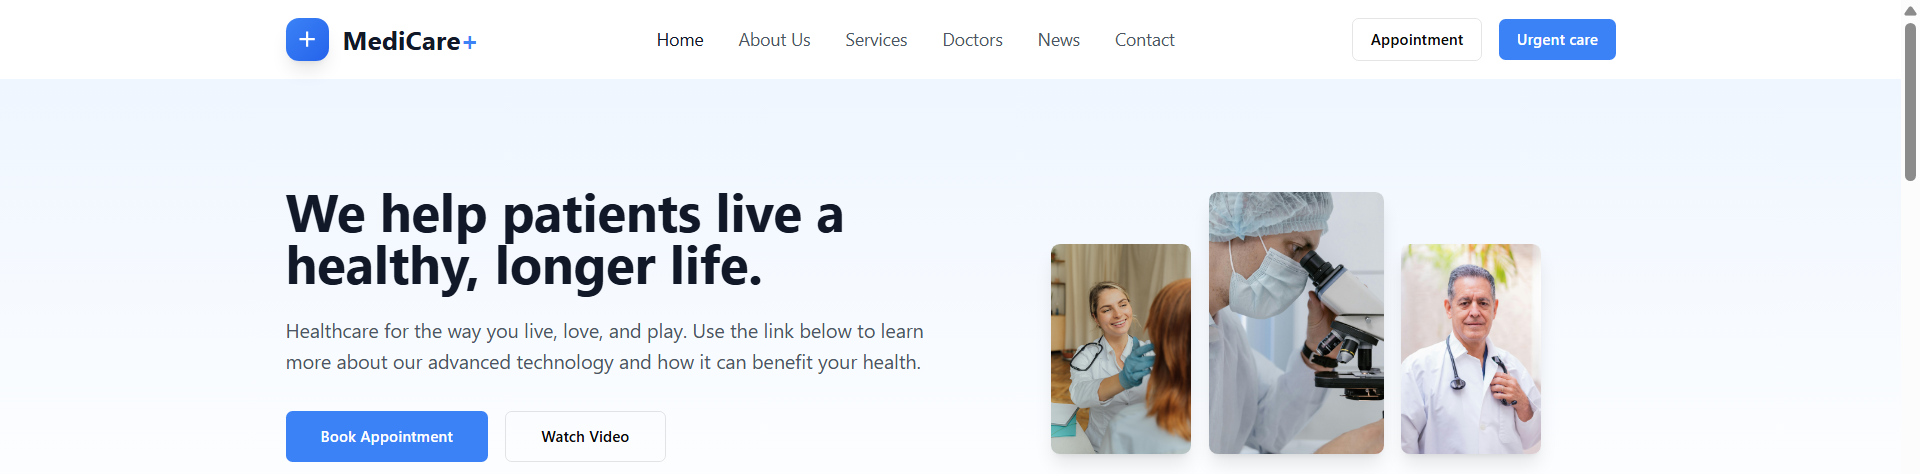 MediCare+
Home About Us Services Doctors News Contact
Appointment Urgent care
We help patients live a
healthy, longer life.
Healthcare for the way you live, love, and play. Use the link below to learn
more about our advanced technology and how it can benefit your health.
Book Appointment Watch Video